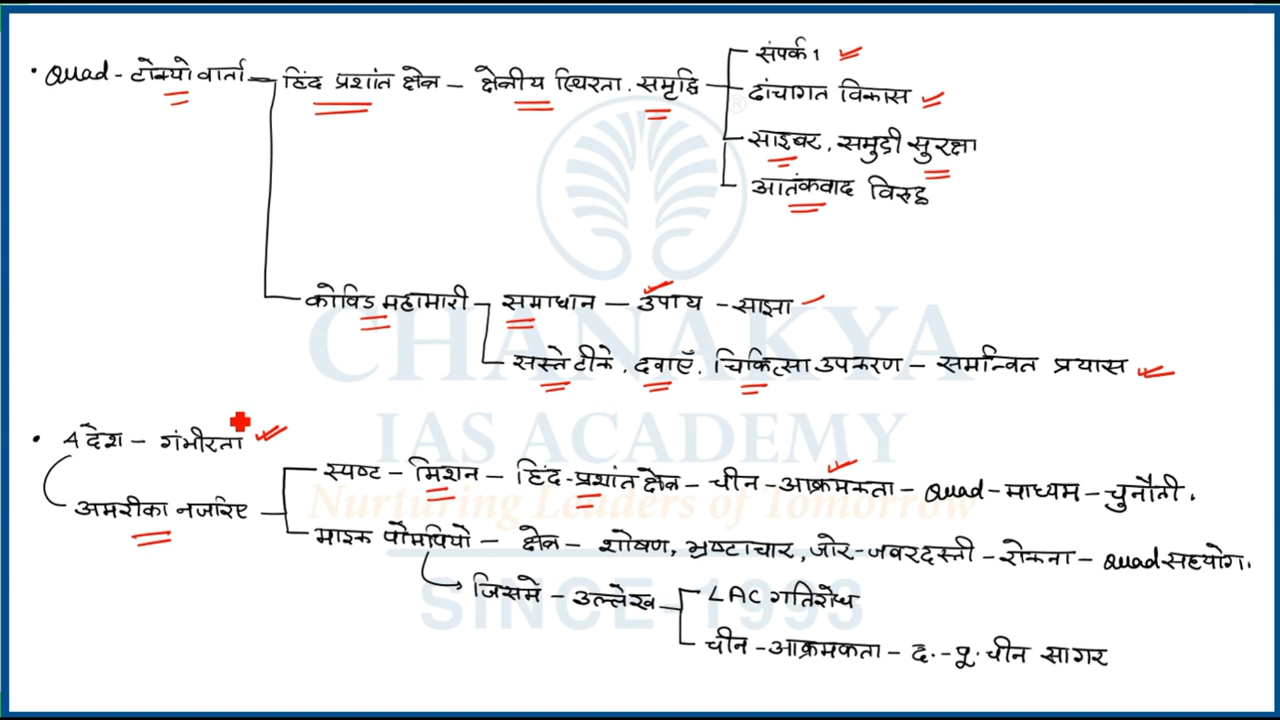 • Quad - टोक्यो वार्ता - हिंद प्रशांत क्षेत्र - क्षेत्रीय स्थिरता, समृद्धि
संपर्क।
ढांचागत विकास
साइबर, समुद्री सुरक्षा
आतंकवाद विरुद्ध
कोविड महामारी - समाधान - उपाय - साझा
सस्ते टीके, दवाएँ, चिकित्सा उपकरण - समन्वित प्रयास
• 4 देश - गंभीरता
अमरीका नजरिए
स्पष्ट - मिशन - हिंद-प्रशांत क्षेत्र - चीन - आक्रमकता - Quad - माध्यम - चुनौती.
माइक पोमपियो - क्षेत्र - शोषण, भ्रष्टाचार, जोर-जबरदस्ती - रोकना - Quad सहयोग.
जिसमें - उल्लेख - LAC गतिरोध
चीन - आक्रमकता - द.-पू. चीन सागर
CHANAKYA
IAS ACADEMY
Nurturing Leaders of Tomorrow
SINCE-1993
®